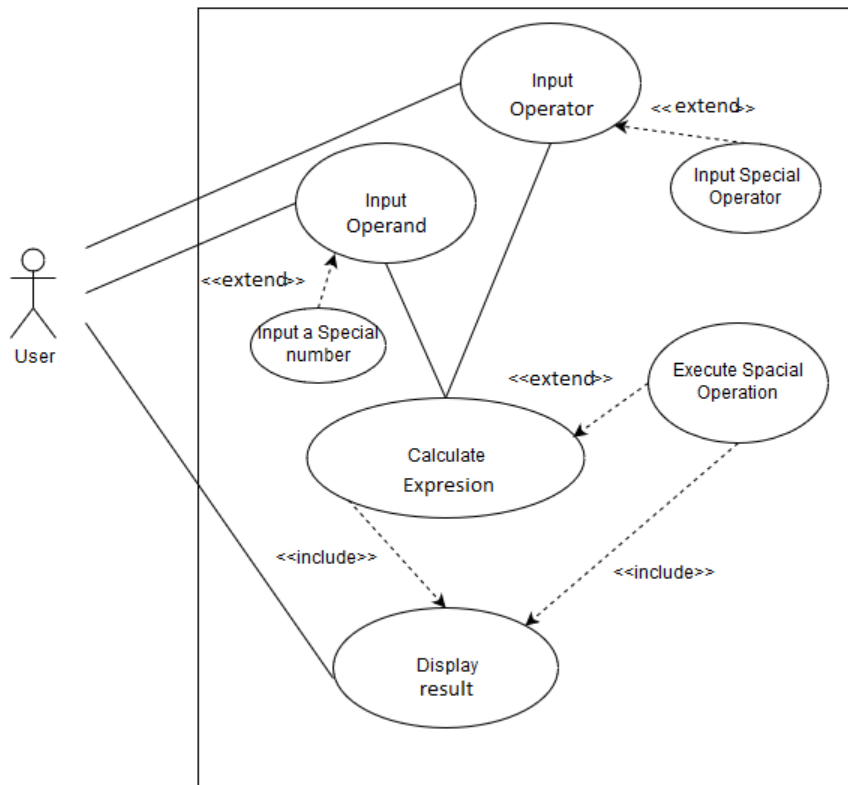 Input
Operator
<<extend>>
Input Special
Operator
Input
Operand
<<extend>>
Input a Special
number
User
<<extend>>
Execute Spacial
Operation
Calculate
Expresion
<<include>>
<<include>>
Display
result